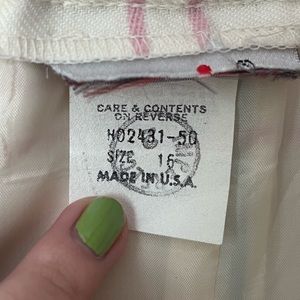 CARE & CONTENTS
ON REVERSE
H02431-50
SIZE 16
MADE IN U.S.A.